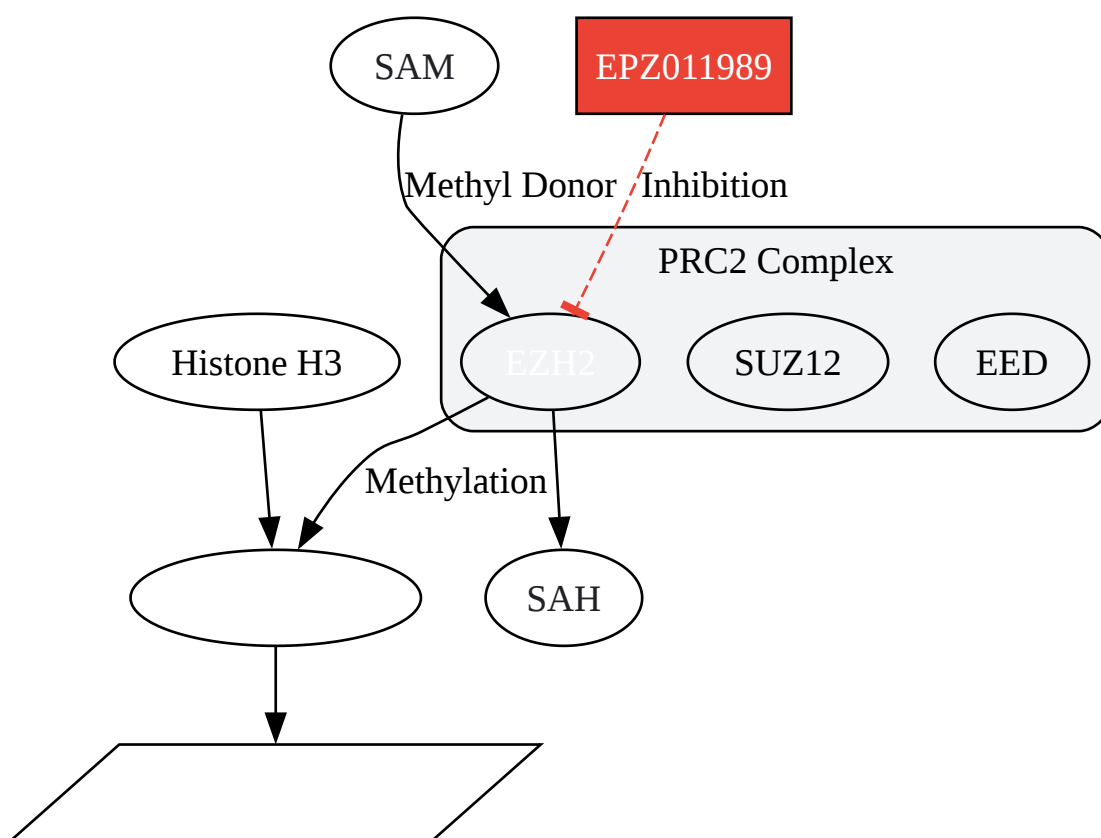 SAM
EPZ011989
Methyl Donor
Inhibition
PRC2 Complex
Histone H3
EZH2
SUZ12
EED
Methylation
SAH